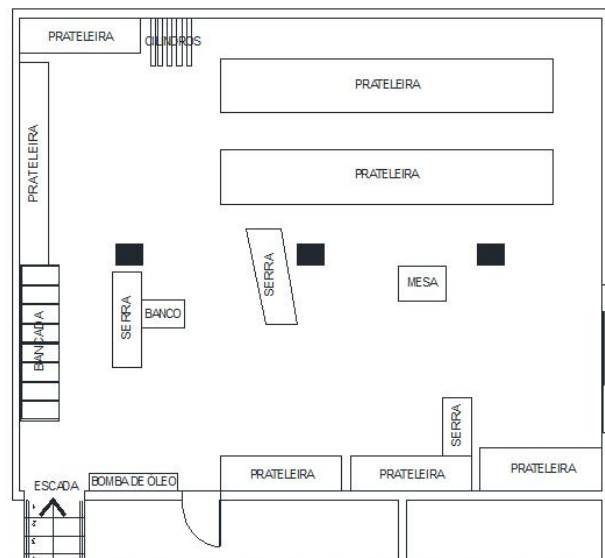 PRATELEIRA
CILINDROS
PRATELEIRA
PRATELEIRA
PRATELEIRA
SERRA
MESA
BANCADA
SERRA
BANCO
SERRA
PRATELEIRA
PRATELEIRA
PRATELEIRA
ESCADA
BOMBA DE ÓLEO